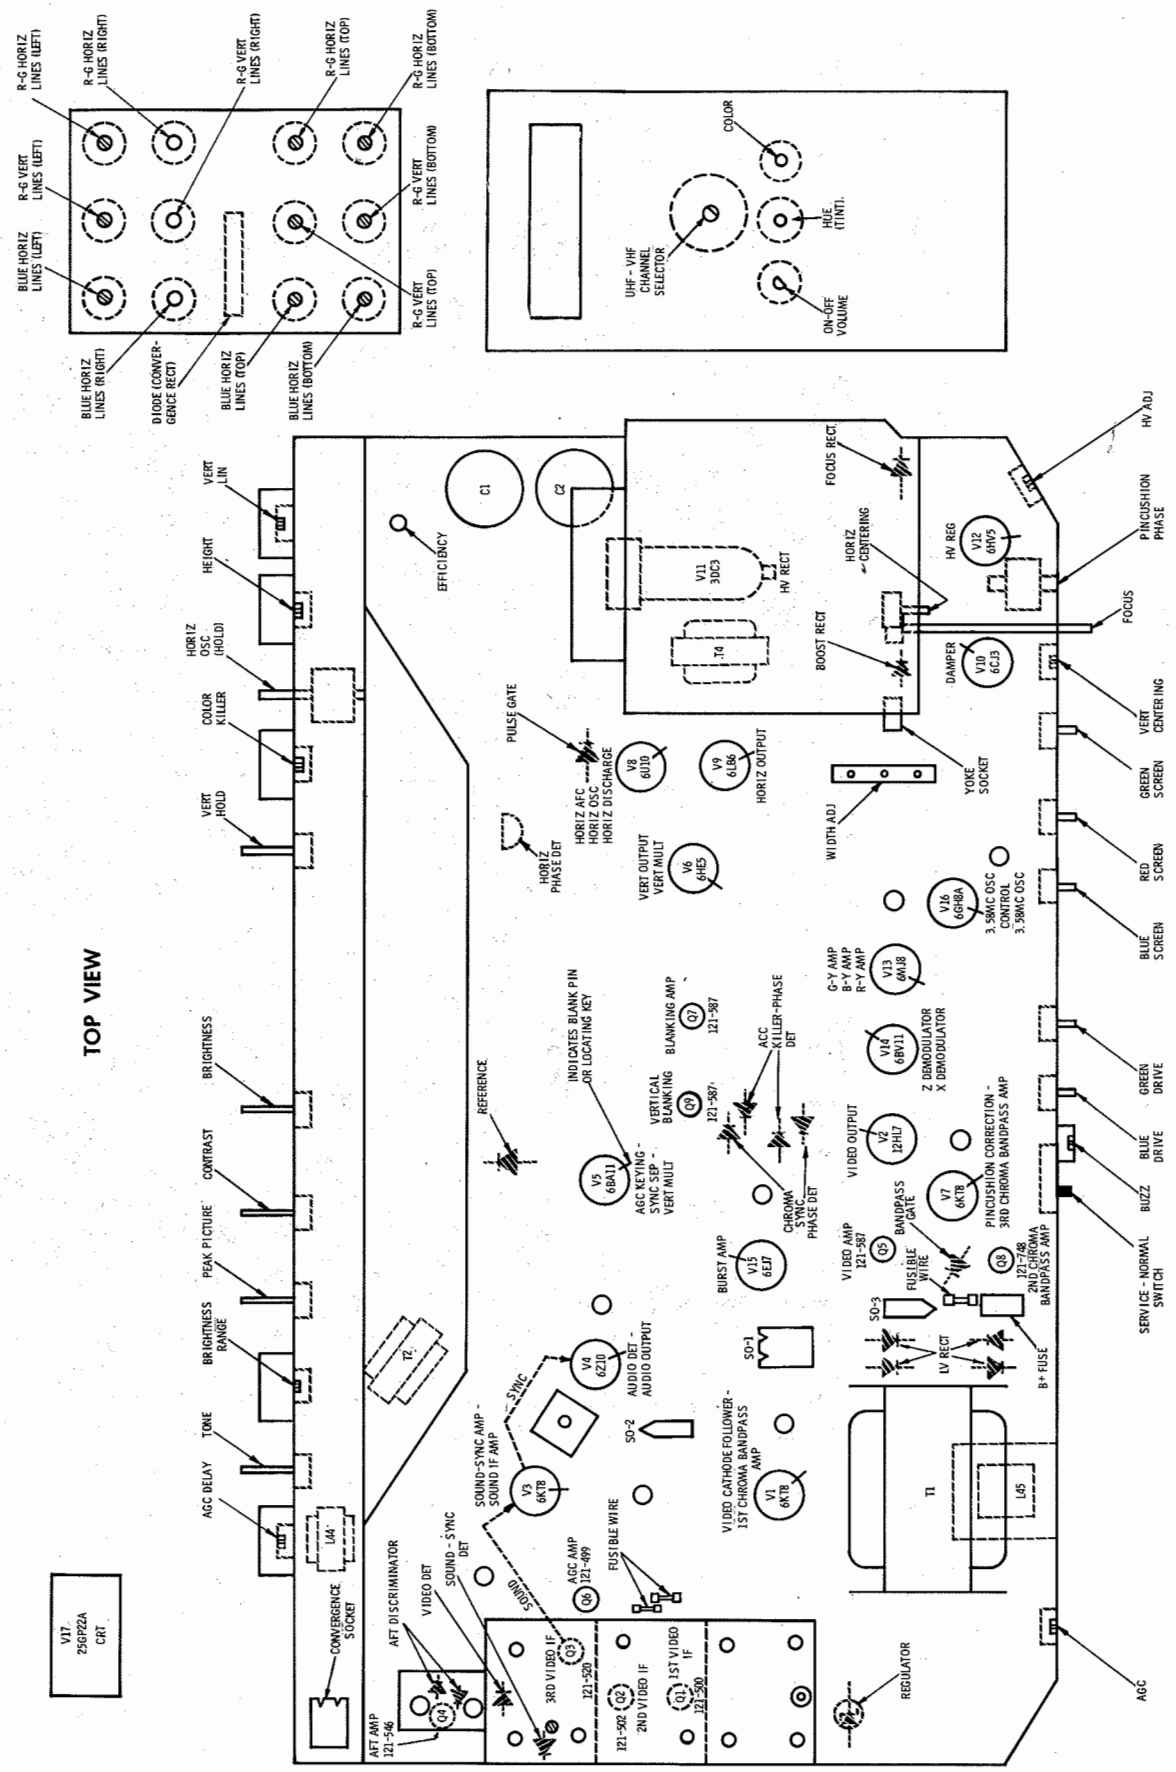 TOP VIEW
V17
25GP22A
CRT
AGC DELAY
TONE
BRIGHTNESS
RANGE
PEAK PICTURE
CONTRAST
BRIGHTNESS
VERT
HOLD
COLOR
KILLER
HORIZ
OSC
(HOLD)
HEIGHT
VERT
LIN
CONVERGENCE
SOCKET
L44
T2
EFFICIENCY
C1
C2
AFT AMP
121-546
Q4
AFT DISCRIMINATOR
VIDEO DET
SOUND - SYNC
DET
SOUND-SYNC AMP -
SOUND IF AMP
V3
6KT8
SOUND
SYNC
V4
6Z10
AUDIO DET -
AUDIO OUTPUT
REFERENCE
V5
6BA11
AGC KEYING -
SYNC SEP -
VERT MULT
INDICATES BLANK PIN
OR LOCATING KEY
HORIZ
PHASE DET
PULSE GATE
HORIZ AFC
HORIZ OSC
HORIZ DISCHARGE
V8
6U10
V9
6LB6
HORIZ OUTPUT
VERT OUTPUT
VERT MULT
V6
6HE5
3RD VIDEO IF
Q3
121-520
121-502
Q2
2ND VIDEO IF
Q1
1ST VIDEO
IF
121-500
AGC AMP
121-499
Q6
FUSIBLE WIRE
SO-2
VIDEO CATHODE FOLLOWER -
1ST CHROMA BANDPASS
AMP
V1
6KT8
SO-1
BURST AMP
V15
6EJ7
VERTICAL
BLANKING
Q9
121-587
BLANKING AMP
Q7
121-587
ACC
KILLER-PHASE
DET
CHROMA
SYNC
PHASE DET
V11
3DC3
HV RECT
T4
FOCUS RECT
HORIZ
CENTERING
BOOST RECT
YOKE
SOCKET
WIDTH ADJ
REGULATOR
T1
L45
LV RECT
B+ FUSE
SO-3
FUSIBLE
WIRE
VIDEO AMP
121-587
Q5
BANDPASS
GATE
Q8
121-748
2ND CHROMA
BANDPASS AMP
VIDEO OUTPUT
V2
12HL7
V7
6KT8
PINCUSHION CORRECTION -
3RD CHROMA BANDPASS AMP
V14
6BV11
Z DEMODULATOR
X DEMODULATOR
G-Y AMP
B-Y AMP
R-Y AMP
V13
6MJ8
V16
6GH8A
3.58MC OSC
CONTROL
3.58MC OSC
DAMPER
V10
6CJ3
HV REG
V12
6HV5
AGC
SERVICE - NORMAL
SWITCH
BUZZ
BLUE
DRIVE
GREEN
DRIVE
BLUE
SCREEN
RED
SCREEN
GREEN
SCREEN
VERT
CENTERING
FOCUS
PINCUSHION
PHASE
HV ADJ
BLUE HORIZ
LINES (LEFT)
R-G VERT
LINES (LEFT)
R-G HORIZ
LINES (LEFT)
R-G HORIZ
LINES (RIGHT)
R-G VERT
LINES (RIGHT)
R-G HORIZ
LINES (TOP)
R-G HORIZ
LINES (BOTTOM)
BLUE HORIZ
LINES (RIGHT)
DIODE (CONVER-
GENCE RECT)
BLUE HORIZ
LINES (TOP)
BLUE HORIZ
LINES (BOTTOM)
R-G VERT
LINES (TOP)
R-G VERT
LINES (BOTTOM)
UHF - VHF
CHANNEL
SELECTOR
COLOR
HUE
(TINT)
ON-OFF
VOLUME